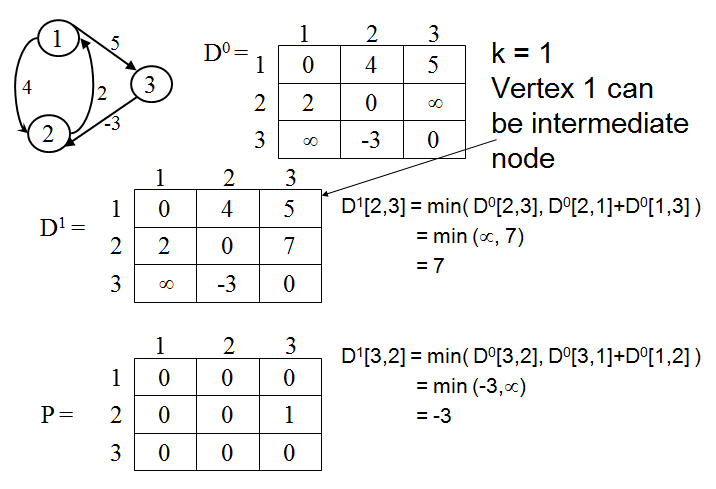 1
5
3
4
2
-3
2
1 2 3
D⁰ = 1 0 4 5
2 2 0 ∞
3 ∞ -3 0
k = 1
Vertex 1 can
be intermediate
node
1 2 3
D¹ = 1 0 4 5
2 2 0 7
3 ∞ -3 0
D¹[2,3] = min( D⁰[2,3], D⁰[2,1]+D⁰[1,3] )
= min (∞, 7)
= 7
1 2 3
P = 1 0 0 0
2 0 0 1
3 0 0 0
D¹[3,2] = min( D⁰[3,2], D⁰[3,1]+D⁰[1,2] )
= min (-3,∞)
= -3